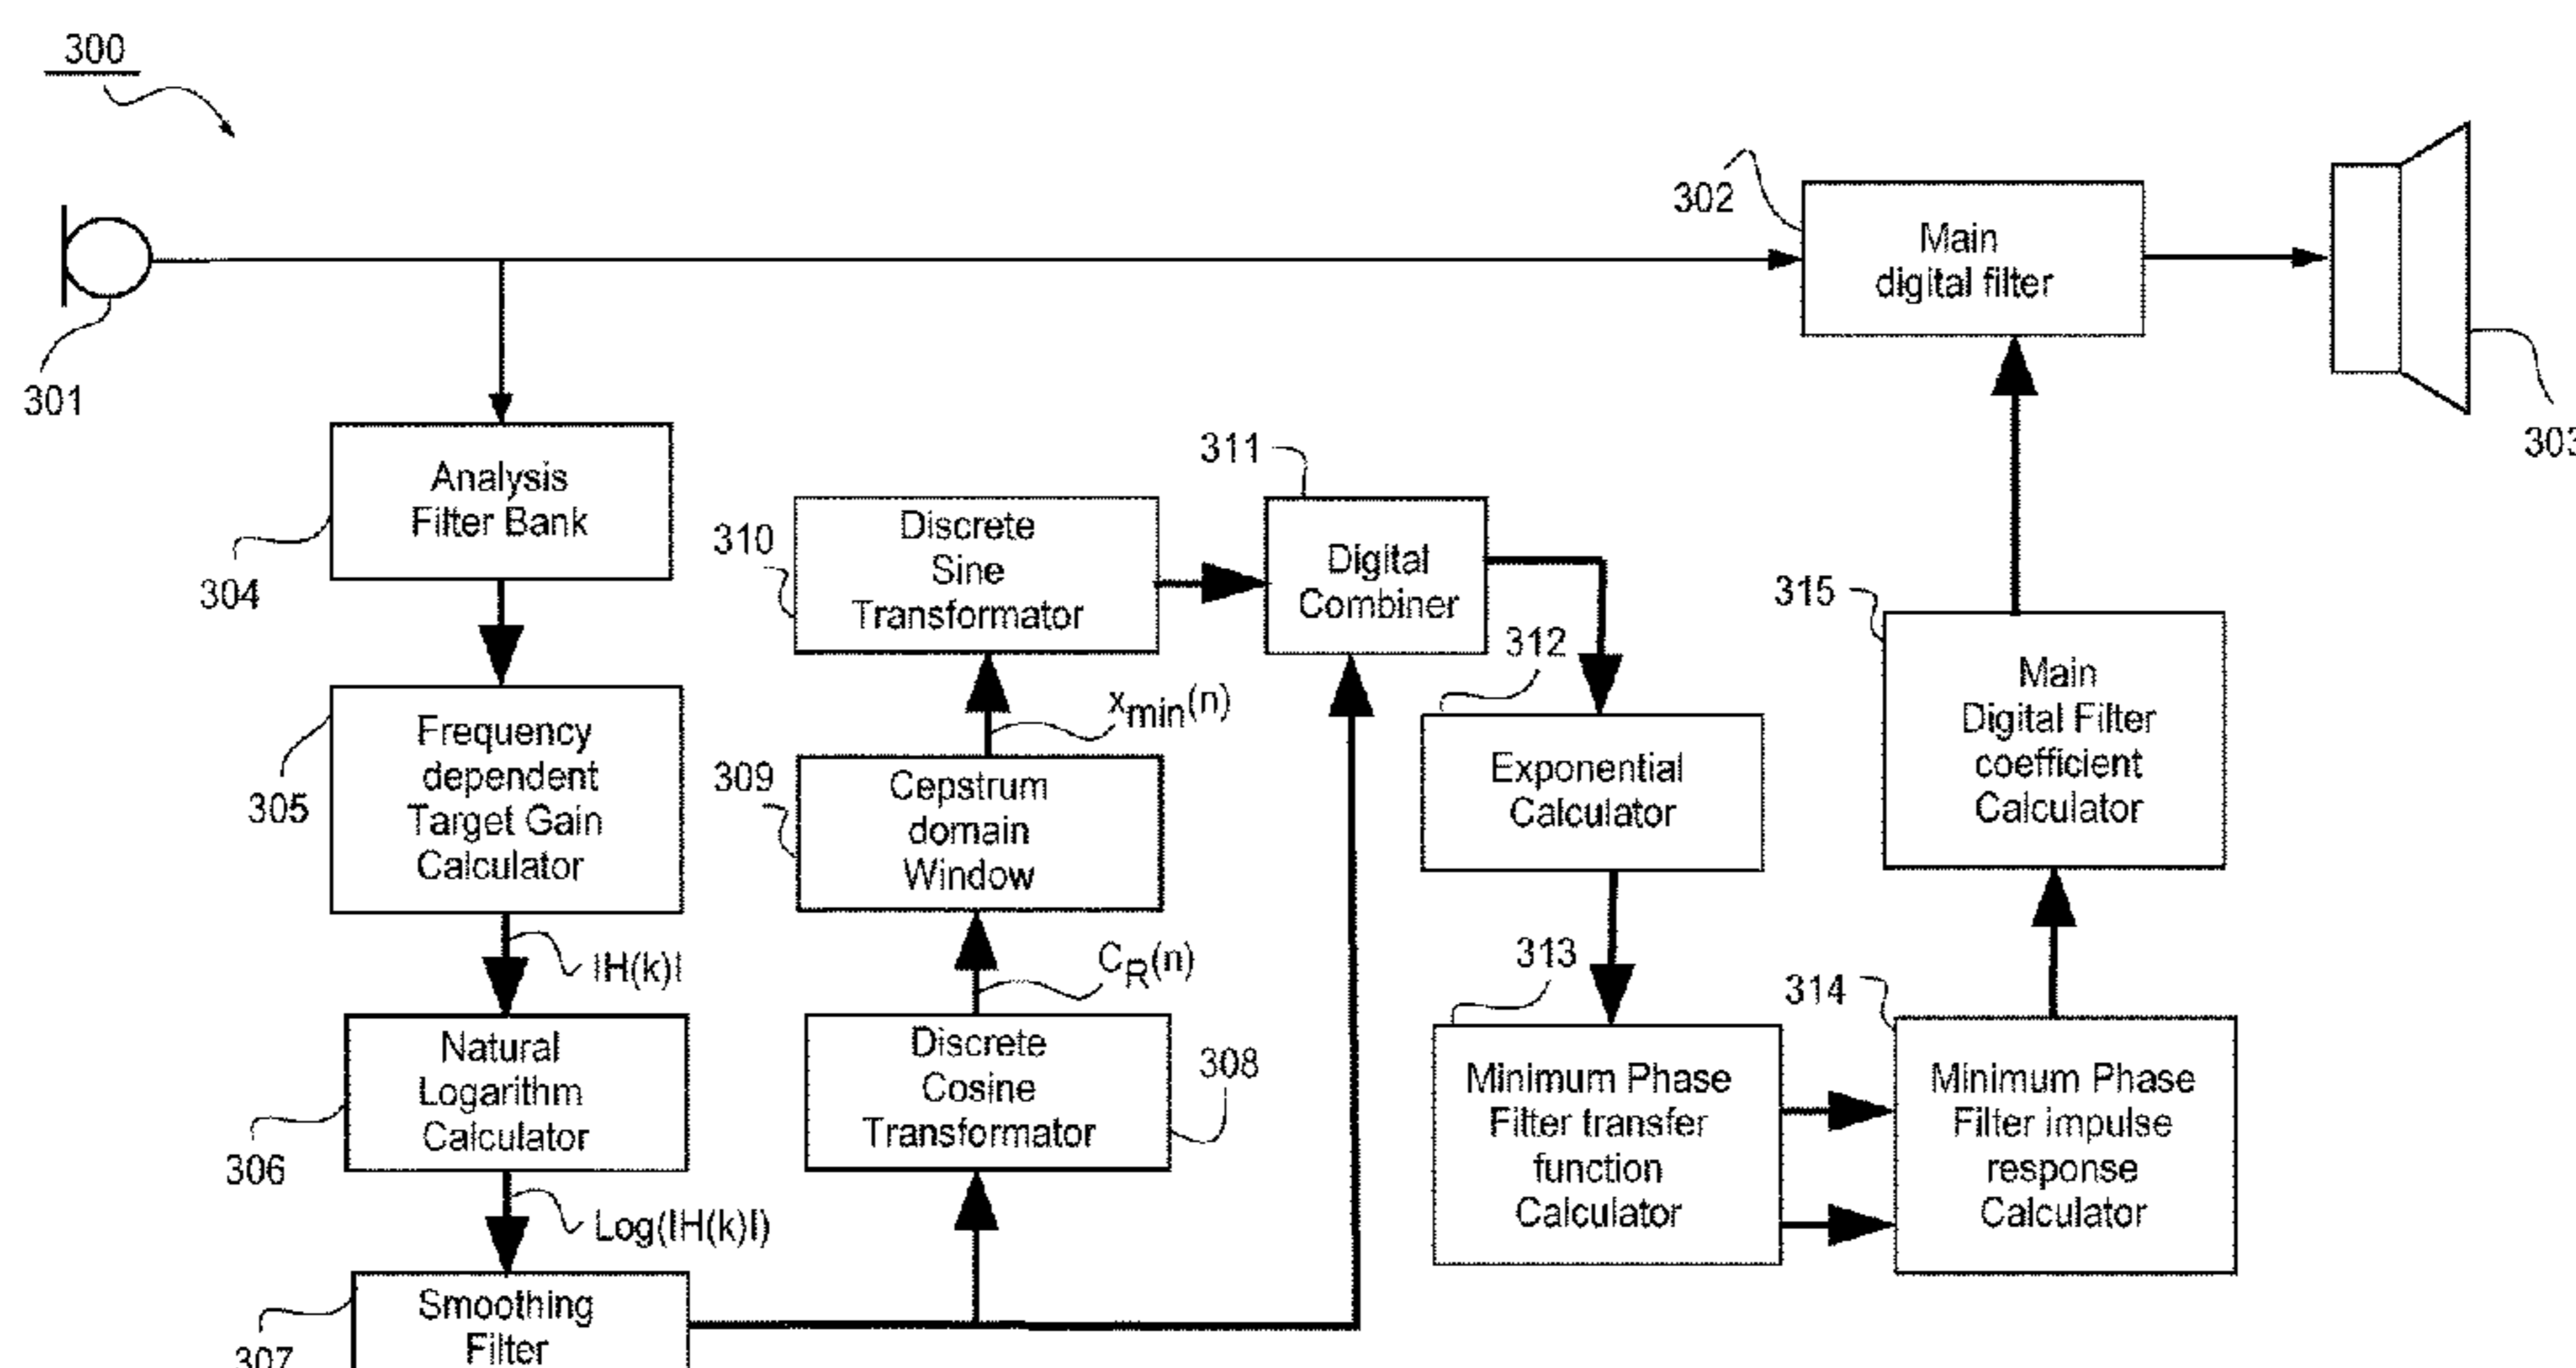 300
301
302
Main
digital filter
303
Analysis
Filter Bank
304
311
310
Discrete
Sine
Transformator
Digital
Combiner
315
Main
Digital Filter
coefficient
Calculator
312
Exponential
Calculator
xmin(n)
305
Frequency
dependent
Target Gain
Calculator
309
Cepstrum
domain
Window
|H(k)|
CR(n)
313
314
306
Natural
Logarithm
Calculator
Discrete
Cosine
Transformator
308
Minimum Phase
Filter transfer
function
Calculator
Minimum Phase
Filter impulse
response
Calculator
Log(|H(k)|)
307
Smoothing
Filter